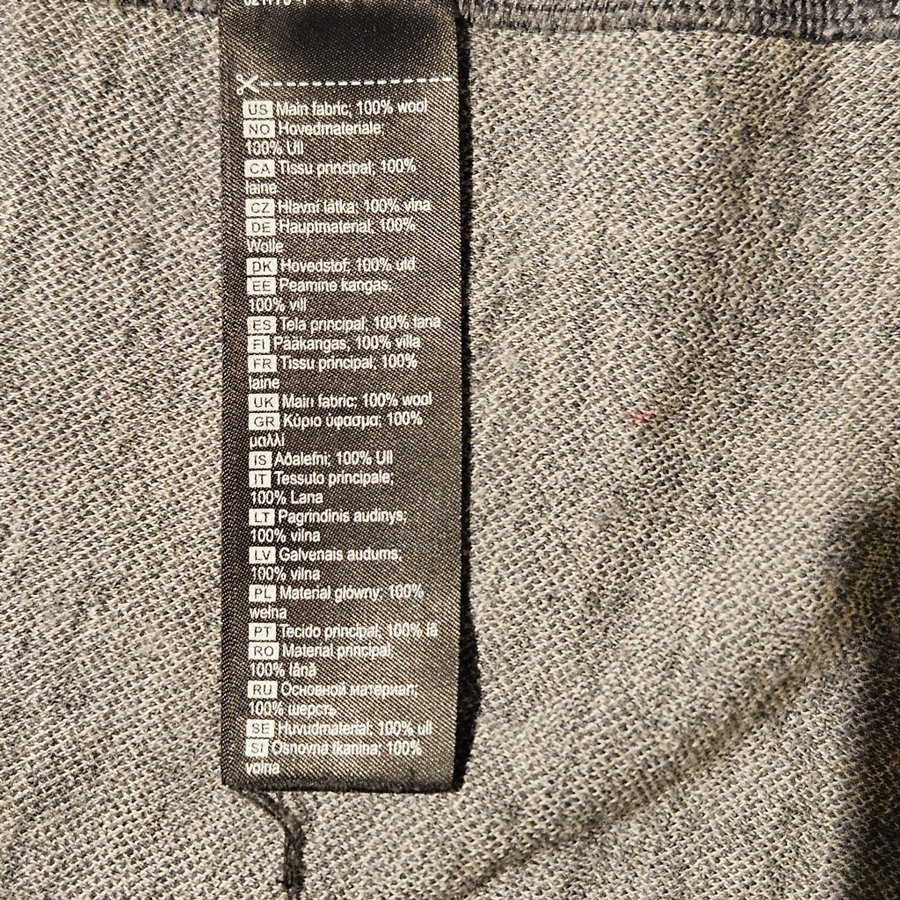 US Main fabric; 100% wool
NO Hovedmateriale;
100% Ull
CA Tissu principal; 100%
laine
CZ Hlavní látka; 100% vlna
DE Hauptmaterial; 100%
Wolle
DK Hovedstof; 100% uld
EE Peamine kangas;
100% vill
ES Tela principal; 100% lana
FI Pääkangas; 100% villa
FR Tissu principal; 100%
laine
UK Main fabric; 100% wool
GR Κύριο ύφασμα; 100%
μαλλί
IS Aðalefni; 100% Ull
IT Tessuto principale;
100% Lana
LT Pagrindinis audinys;
100% vilna
LV Galvenais audums;
100% vilna
PL Materiał główny; 100%
wełna
PT Tecido principal; 100% lã
RO Material principal;
100% lână
RU Основной материал;
100% шерсть
SE Huvudmaterial; 100% ull
SI Osnovna tkanina; 100%
volna